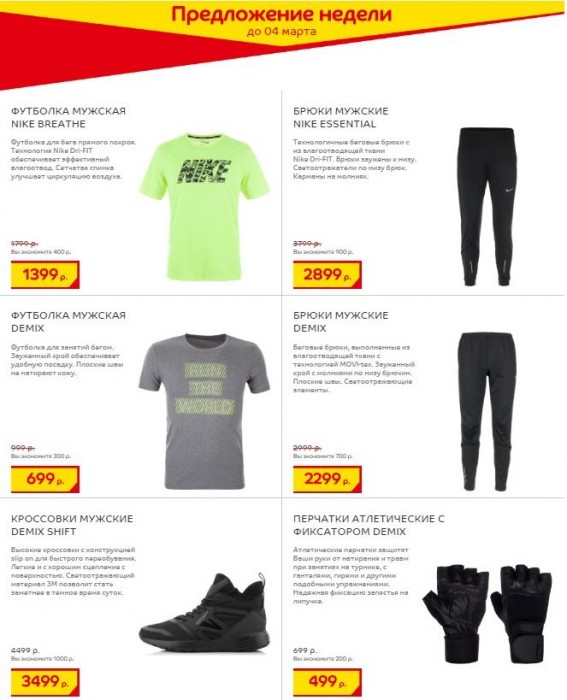 Предложение недели
до 04 марта
ФУТБОЛКА МУЖСКАЯ
NIKE BREATHE
Футболка для бега прямого покроя.
Технология Nike Dri-FIT
обеспечивает эффективный
влагоотвод. Сетчатая спинка
улучшает циркуляцию воздуха.
NIKE
1799 р.
Вы экономите 400 р.
1399 р.
БРЮКИ МУЖСКИЕ
NIKE ESSENTIAL
Технологичные беговые брюки с
из влагоотводящей ткани
Nike Dri-FIT. Брюки заужены к низу.
Светоотражатели по низу брюк.
Карманы на молниях.
3799 р.
Вы экономите 900 р.
2899 р.
ФУТБОЛКА МУЖСКАЯ
DEMIX
Футболка для занятий бегом.
Зауженный крой обеспечивает
удобную посадку. Плоские швы
не натирают кожу.
RUN
THE
WORLD
999 р.
Вы экономите 300 р.
699 р.
БРЮКИ МУЖСКИЕ
DEMIX
Беговые брюки, выполненные из
влагоотводящей ткани с
технологией MOVI-tex. Зауженный
крой с молниями по низу брючин.
Плоские швы. Светоотражающие
элементы.
2999 р.
Вы экономите 700 р.
2299 р.
КРОССОВКИ МУЖСКИЕ
DEMIX SHIFT
Высокие кроссовки с конструкцией
slip on для быстрого переобувания.
Легкие и с хорошим сцеплением с
поверхностью. Светоотражающий
материал 3М позволит стать
заметнее в темное время суток.
4499 р.
Вы экономите 1000 р.
3499 р.
ПЕРЧАТКИ АТЛЕТИЧЕСКИЕ С
ФИКСАТОРОМ DEMIX
Атлетические перчатки защитят
Ваши руки от натирания и травм
при занятиях на турнике, с
гантелями, гирями и другими
подобными упражнениями.
Надежная фиксацию запястья на
липучке.
699 р.
Вы экономите 200 р.
499 р.